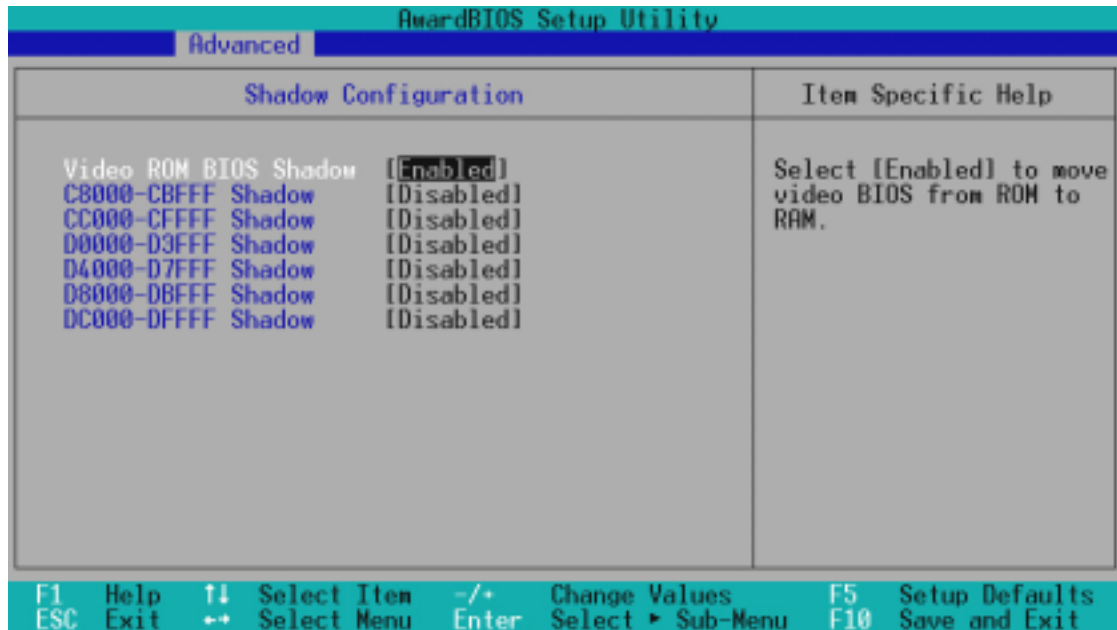 AwardBIOS Setup Utility
Advanced
Shadow Configuration
Item Specific Help
Video ROM BIOS Shadow [Enabled]
C8000-CBFFF Shadow [Disabled]
CC000-CFFFF Shadow [Disabled]
D0000-D3FFF Shadow [Disabled]
D4000-D7FFF Shadow [Disabled]
D8000-DBFFF Shadow [Disabled]
DC000-DFFFF Shadow [Disabled]
Select [Enabled] to move
video BIOS from ROM to
RAM.
F1 Help ↑↓ Select Item -/+ Change Values F5 Setup Defaults
ESC Exit ←→ Select Menu Enter Select ► Sub-Menu F10 Save and Exit